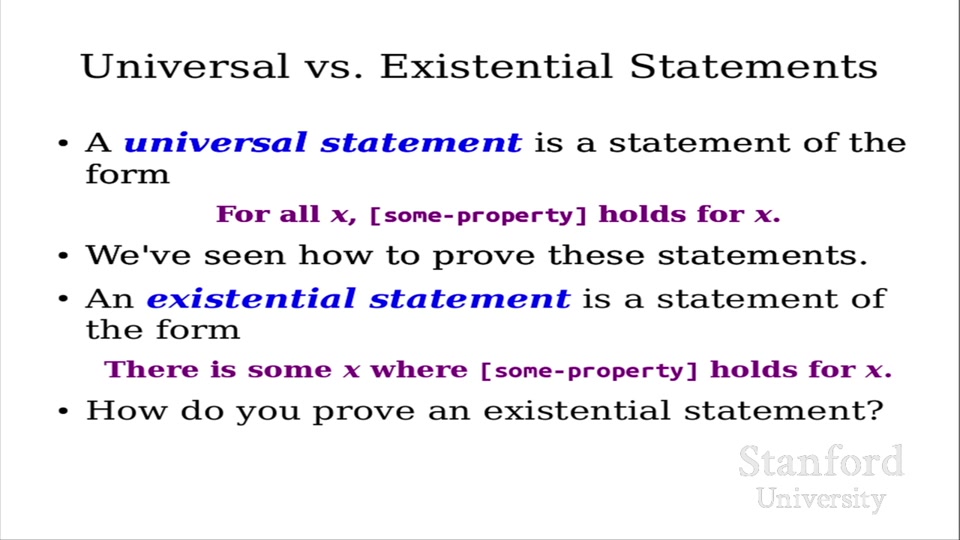 Universal vs. Existential Statements
• A universal statement is a statement of the
form
For all x, [some-property] holds for x.
• We've seen how to prove these statements.
• An existential statement is a statement of
the form
There is some x where [some-property] holds for x.
• How do you prove an existential statement?
Stanford
University